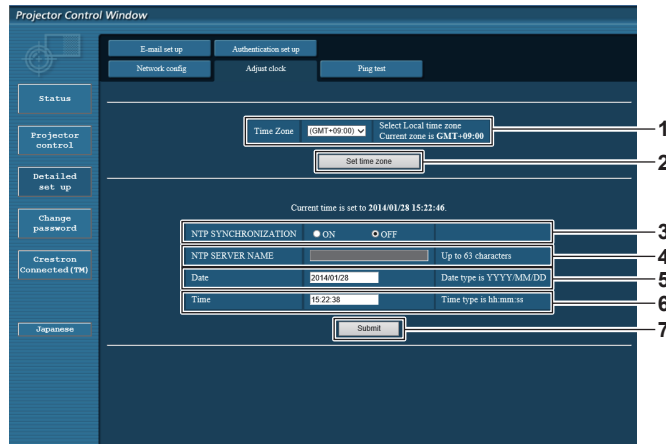 Projector Control Window
E-mail set up
Authentication set up
Network config
Adjust clock
Ping test
Status
Projector
control
Detailed
set up
Change
password
Crestron
Connected(TM)
Japanese
Time Zone
(GMT+09:00)
Select Local time zone
Current zone is GMT+09:00
1
Set time zone
2
Current time is set to 2014/01/28 15:22:46.
NTP SYNCHRONIZATION
ON
OFF
3
NTP SERVER NAME
Up to 63 characters
4
Date
2014/01/28
Date type is YYYY/MM/DD
5
Time
15:22:38
Time type is hh:mm:ss
6
Submit
7